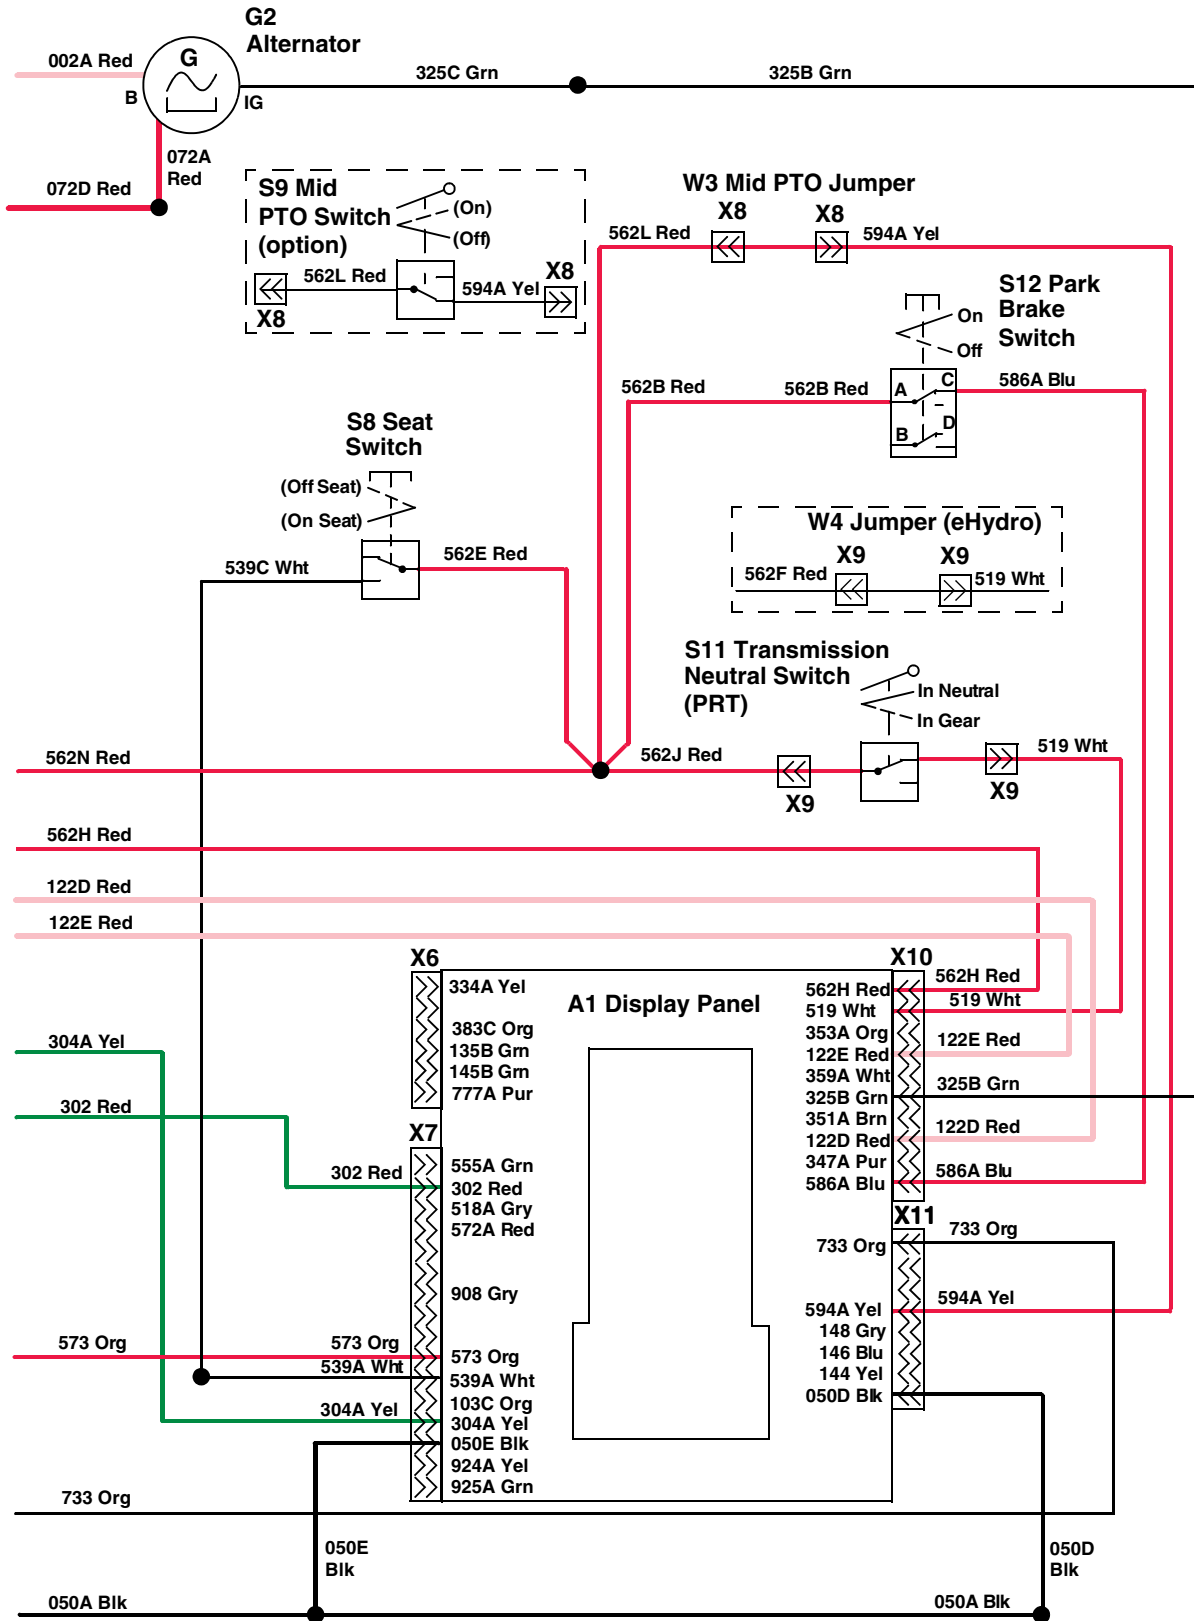 G2
Alternator
002A Red
G
325C Grn
325B Grn
B
IG
072A
Red
072D Red
S9 Mid
PTO Switch
(option)
(On)
(Off)
562L Red
X8
594A Yel
X8
W3 Mid PTO Jumper
X8
X8
562L Red
594A Yel
S12 Park
Brake
Switch
On
Off
562B Red
562B Red
A
C
B
D
586A Blu
S8 Seat
Switch
(Off Seat)
(On Seat)
539C Wht
562E Red
W4 Jumper (eHydro)
X9
X9
562F Red
519 Wht
S11 Transmission
Neutral Switch
(PRT)
In Neutral
In Gear
562N Red
562J Red
519 Wht
X9
X9
562H Red
122D Red
122E Red
X6
X10
334A Yel
383C Org
135B Grn
145B Grn
777A Pur
A1 Display Panel
562H Red
519 Wht
353A Org
122E Red
359A Wht
325B Grn
351A Brn
122D Red
347A Pur
586A Blu
562H Red
519 Wht
122E Red
325B Grn
122D Red
586A Blu
304A Yel
302 Red
X7
302 Red
555A Grn
302 Red
518A Gry
572A Red
908 Gry
X11
733 Org
733 Org
594A Yel
594A Yel
148 Gry
146 Blu
144 Yel
050D Blk
573 Org
573 Org
573 Org
539A Wht
539A Wht
103C Org
304A Yel
304A Yel
050E Blk
924A Yel
925A Grn
733 Org
050E
Blk
050D
Blk
050A Blk
050A Blk